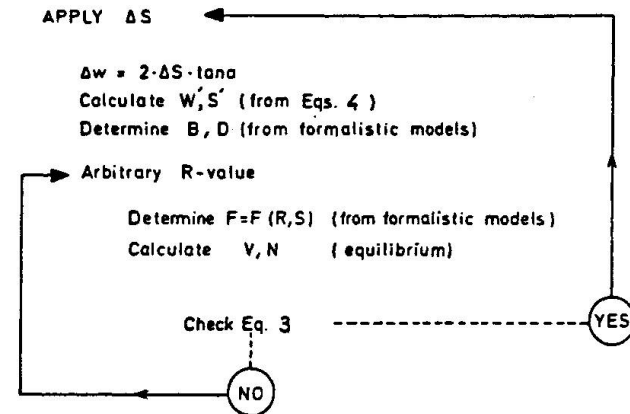 APPLY ΔS
Δw = 2·ΔS·tanα
Calculate W',S' (from Eqs. 4)
Determine B, D (from formalistic models)
Arbitrary R-value
Determine F=F (R,S) (from formalistic models)
Calculate V, N (equilibrium)
Check Eq. 3
YES
NO